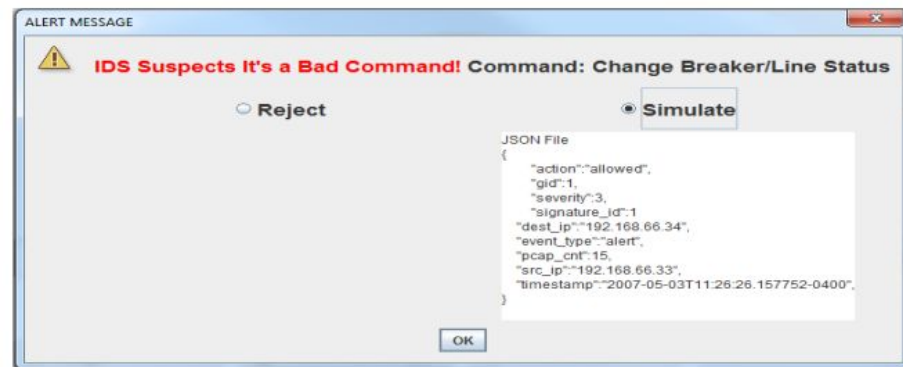 ALERT MESSAGE
IDS Suspects It's a Bad Command! Command: Change Breaker/Line Status
Reject
Simulate
JSON File
{
"action":"allowed",
"gid":1,
"severity":3,
"signature_id":1
"dest_ip":"192.168.66.34",
"event_type":"alert",
"pcap_cnt":15,
"src_ip":"192.168.66.33",
"timestamp":"2007-05-03T11:26:26.157752-0400",
}
OK